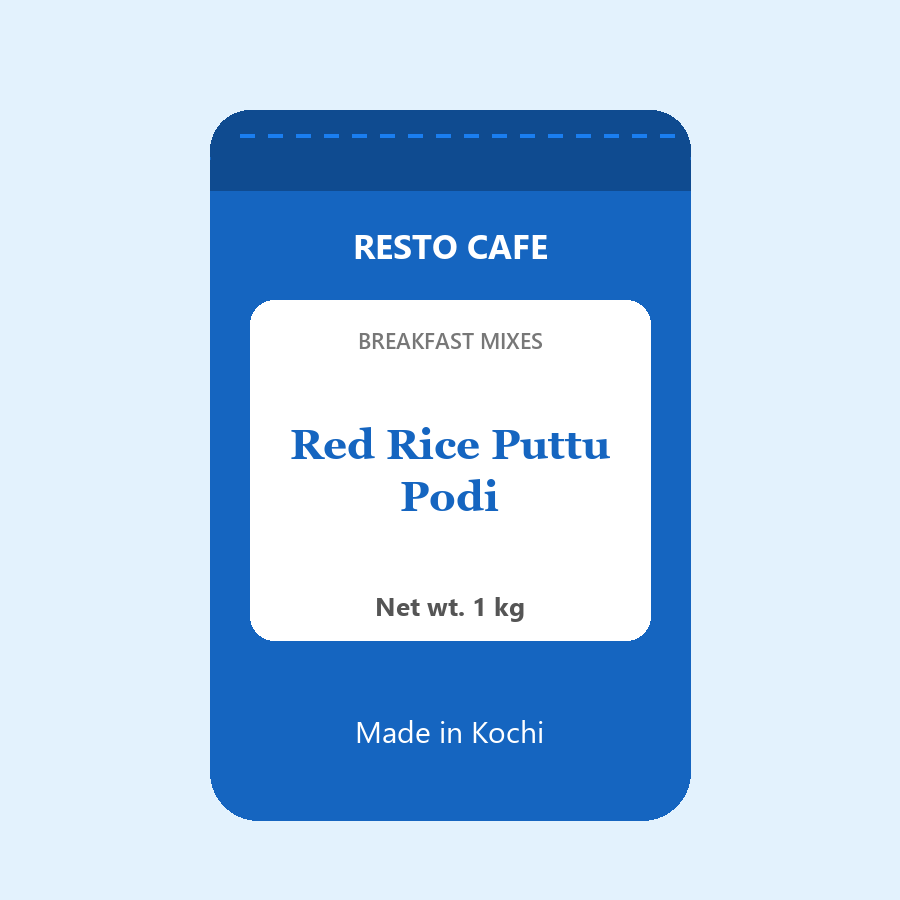 RESTO CAFE
BREAKFAST MIXES
Red Rice Puttu
Podi
Net wt. 1 kg
Made in Kochi